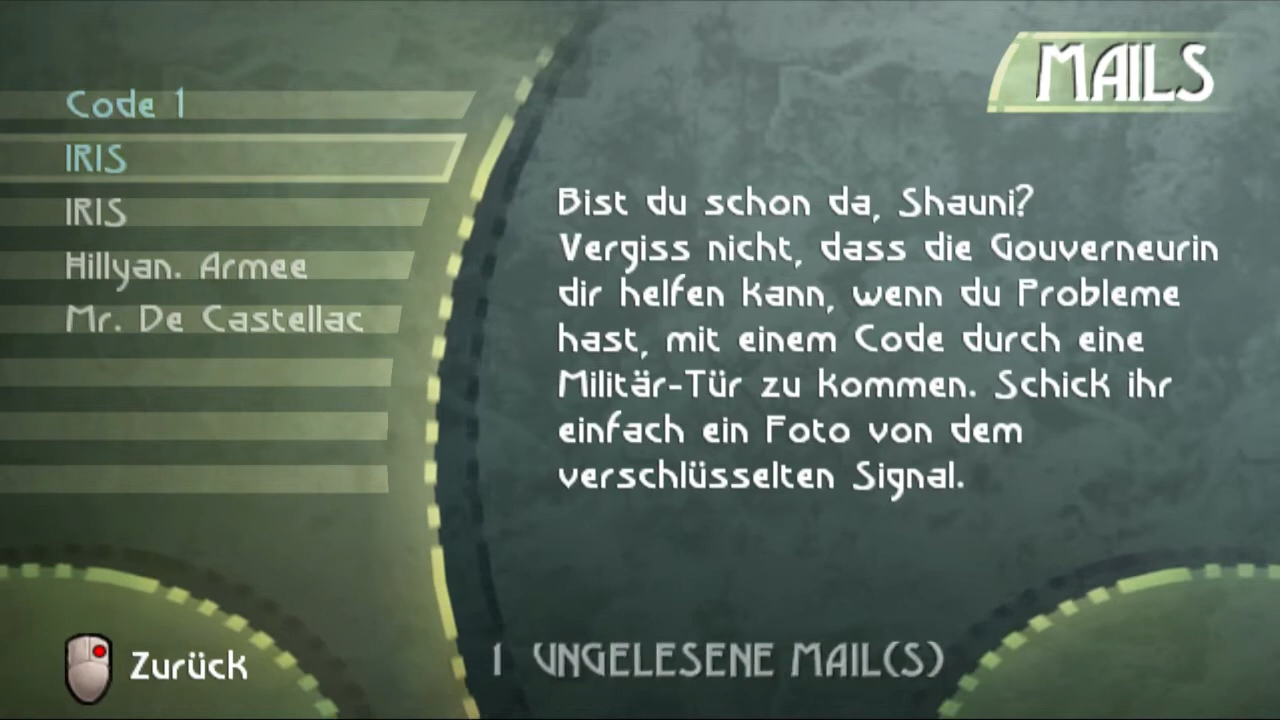 MAILS
Code 1
IRIS
IRIS
Hillyan. Armee
Mr. De Castellac
Bist du schon da, Shauni?
Vergiss nicht, dass die Gouverneurin
dir helfen kann, wenn du Probleme
hast, mit einem Code durch eine
Militär-Tür zu kommen. Schick ihr
einfach ein Foto von dem
verschlüsselten Signal.
Zurück
1 UNGELESENE MAIL(S)